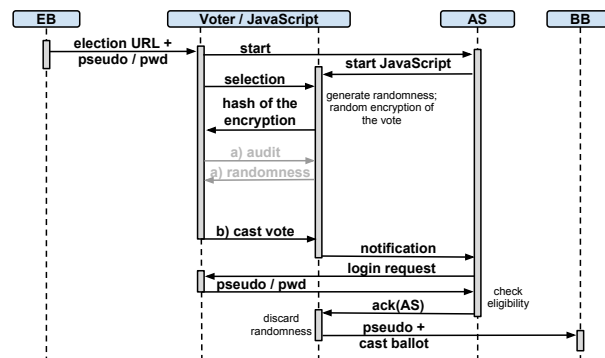 EB
Voter / JavaScript
AS
BB
election URL +
pseudo / pwd
start
start JavaScript
selection
generate randomness;
random encryption of
the vote
hash of the
encryption
a) audit
a) randomness
b) cast vote
notification
login request
pseudo / pwd
check
eligibility
ack(AS)
discard
randomness
pseudo +
cast ballot